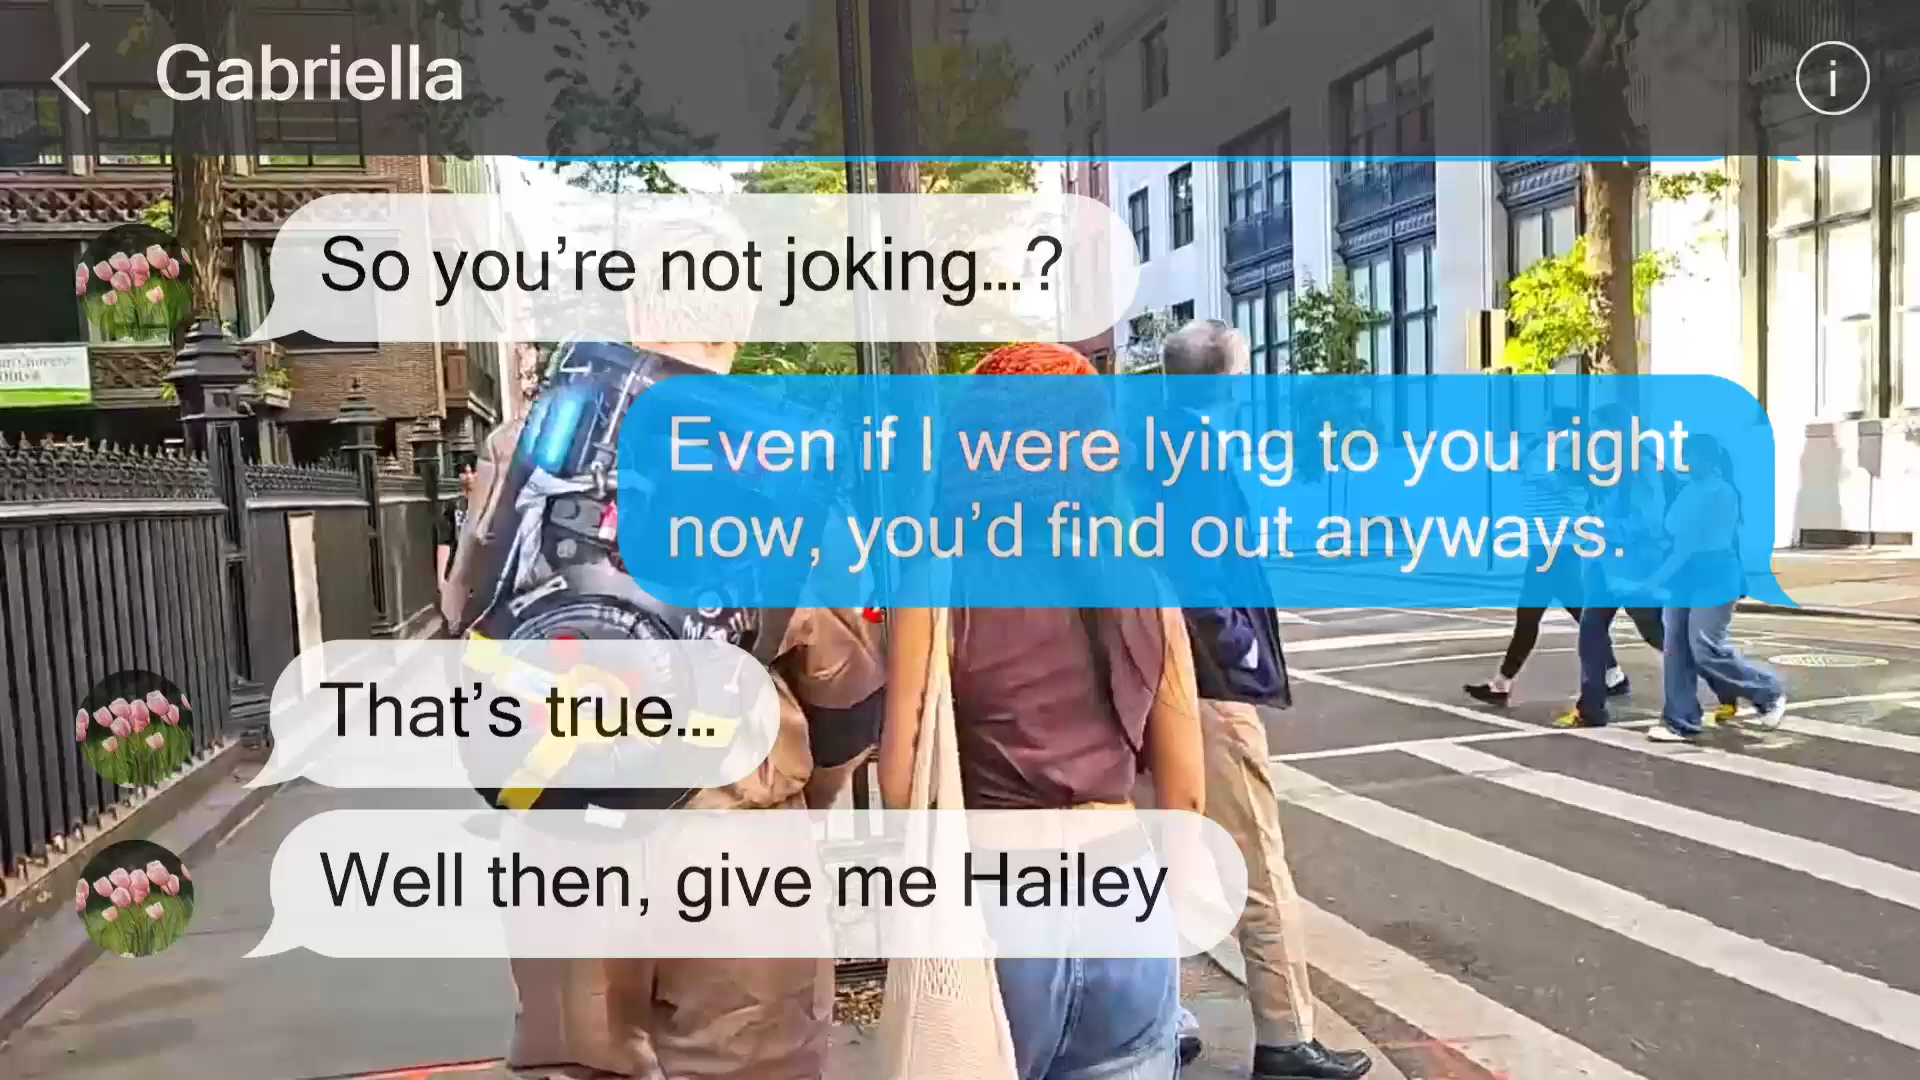 Gabriella
So you're not joking...?
Even if I were lying to you right
now, you'd find out anyways.
That's true...
Well then, give me Hailey